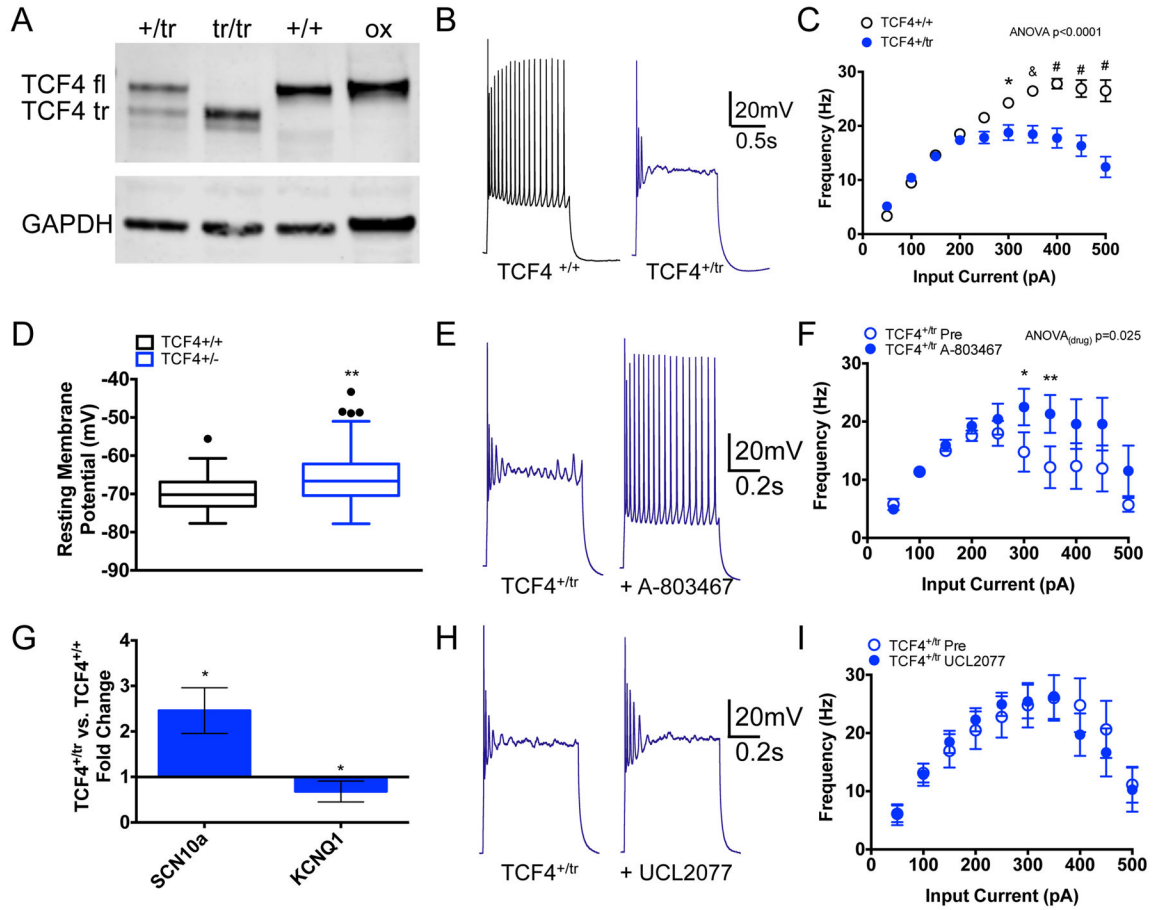 A
+/tr tr/tr +/+ ox
TCF4 fl
TCF4 tr
GAPDH
B
20mV
0.5s
TCF4 +/+
TCF4+/tr
C
TCF4+/+
TCF4+/tr
ANOVA p<0.0001
* & # # #
Frequency (Hz)
30
20
10
0
0 100 200 300 400 500
Input Current (pA)
D
TCF4+/+
TCF4+/-
**
Resting Membrane
Potential (mV)
-40
-50
-60
-70
-80
-90
E
20mV
0.2s
TCF4+/tr
+ A-803467
F
TCF4+/tr Pre
TCF4+/tr A-803467
ANOVA(drug) p=0.025
* **
Frequency (Hz)
30
20
10
0
0 100 200 300 400 500
Input Current (pA)
G
TCF4+/tr vs. TCF4+/+
Fold Change
4
3
2
1
0
*
*
SCN10a
KCNQ1
H
20mV
0.2s
TCF4+/tr
+ UCL2077
I
TCF4+/tr Pre
TCF4+/tr UCL2077
Frequency (Hz)
30
20
10
0
0 100 200 300 400 500
Input Current (pA)